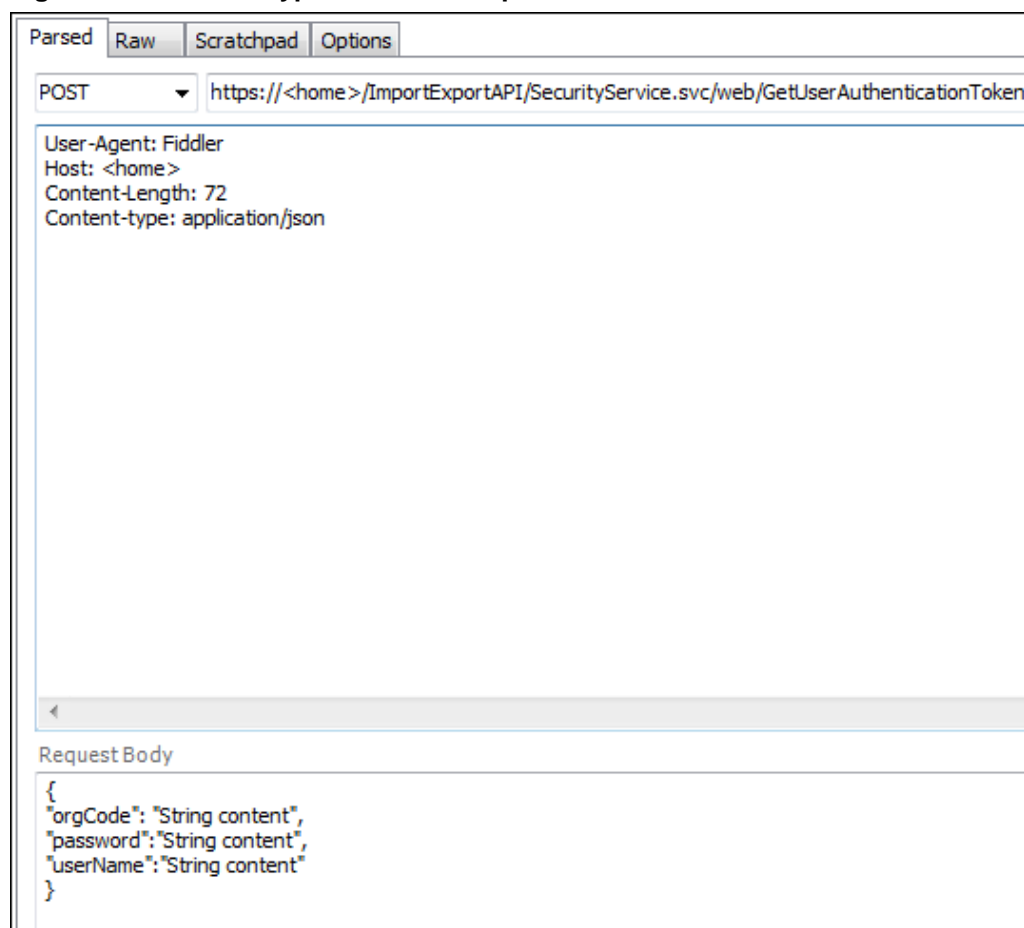 Parsed Raw Scratchpad Options
POST https://<home>/ImportExportAPI/SecurityService.svc/web/GetUserAuthenticationToken
User-Agent: Fiddler
Host: <home>
Content-Length: 72
Content-type: application/json
Request Body
{
"orgCode": "String content",
"password":"String content",
"userName":"String content"
}